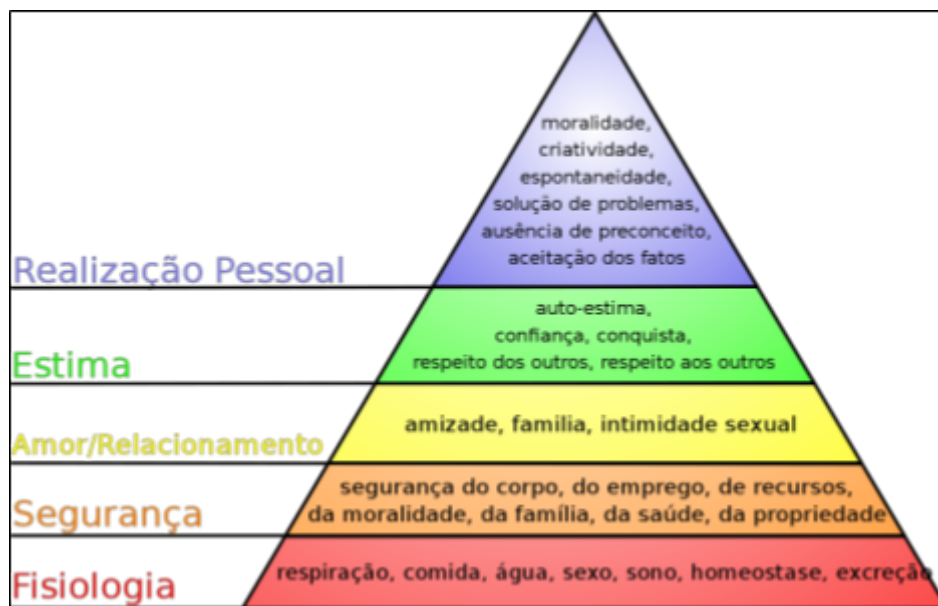 moralidade,
criatividade,
espontaneidade,
solução de problemas,
ausência de preconceito,
aceitação dos fatos
Realização Pessoal
auto-estima,
confiança, conquista,
respeito dos outros, respeito aos outros
Estima
amizade, familia, intimidade sexual
Amor/Relacionamento
segurança do corpo, do emprego, de recursos,
da moralidade, da família, da saúde, da propriedade
Segurança
respiração, comida, água, sexo, sono, homeostase, excreção
Fisiologia